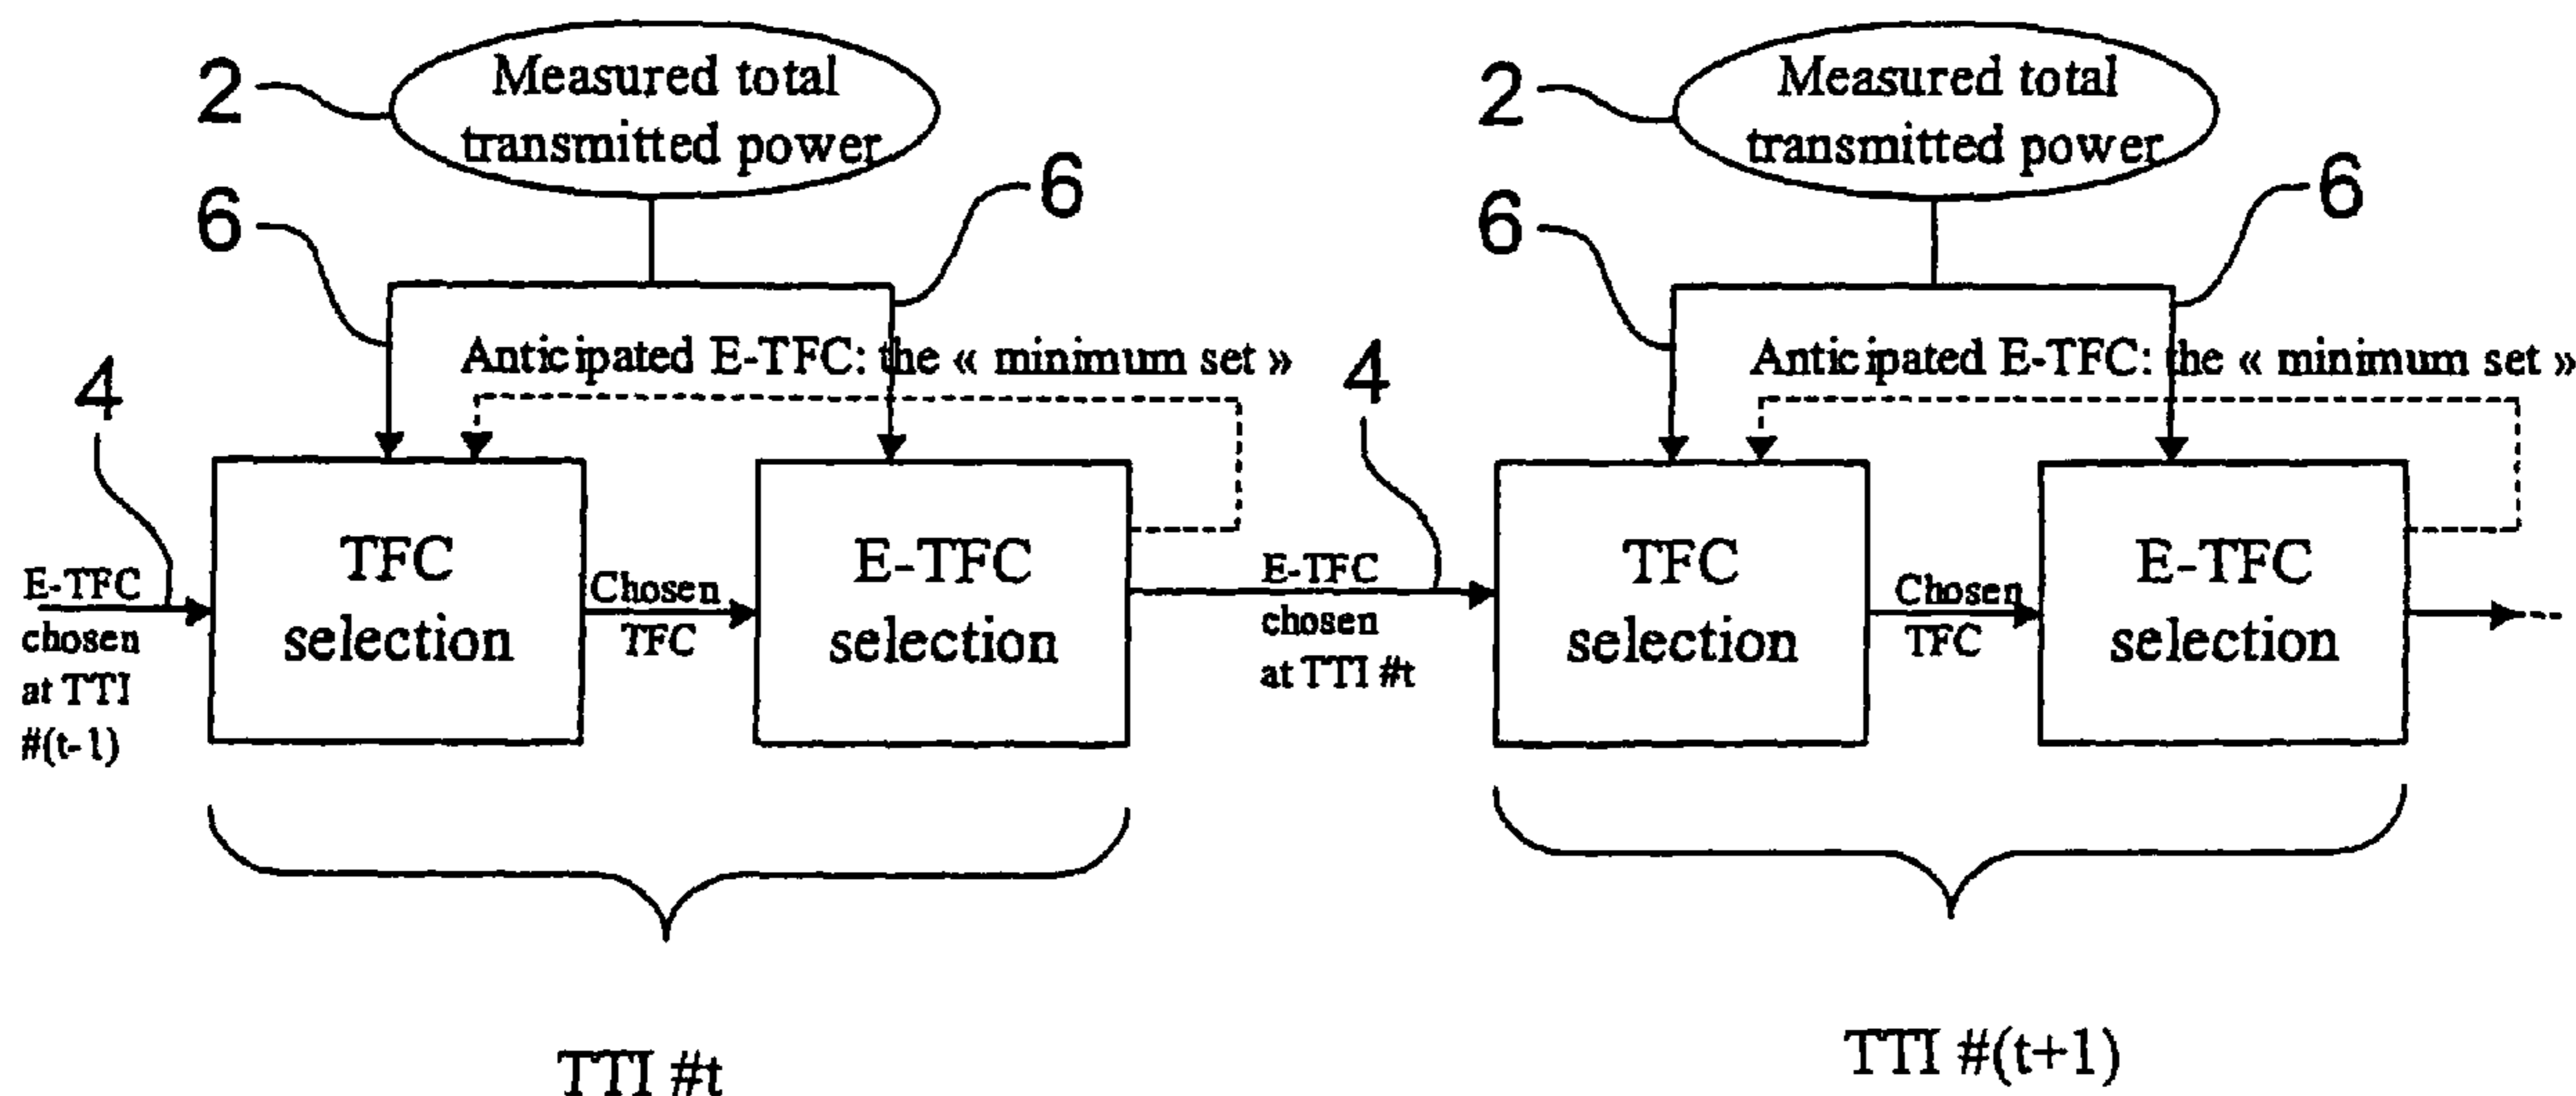 Measured total
transmitted power
2
6
6
Anticipated E-TFC: the « minimum set »
4
E-TFC
chosen
at TTI
#(t-1)
TFC
selection
Chosen
TFC
E-TFC
selection
TTI #t
Measured total
transmitted power
2
6
6
Anticipated E-TFC: the « minimum set »
4
E-TFC
chosen
at TTI #t
TFC
selection
Chosen
TFC
E-TFC
selection
TTI #(t+1)